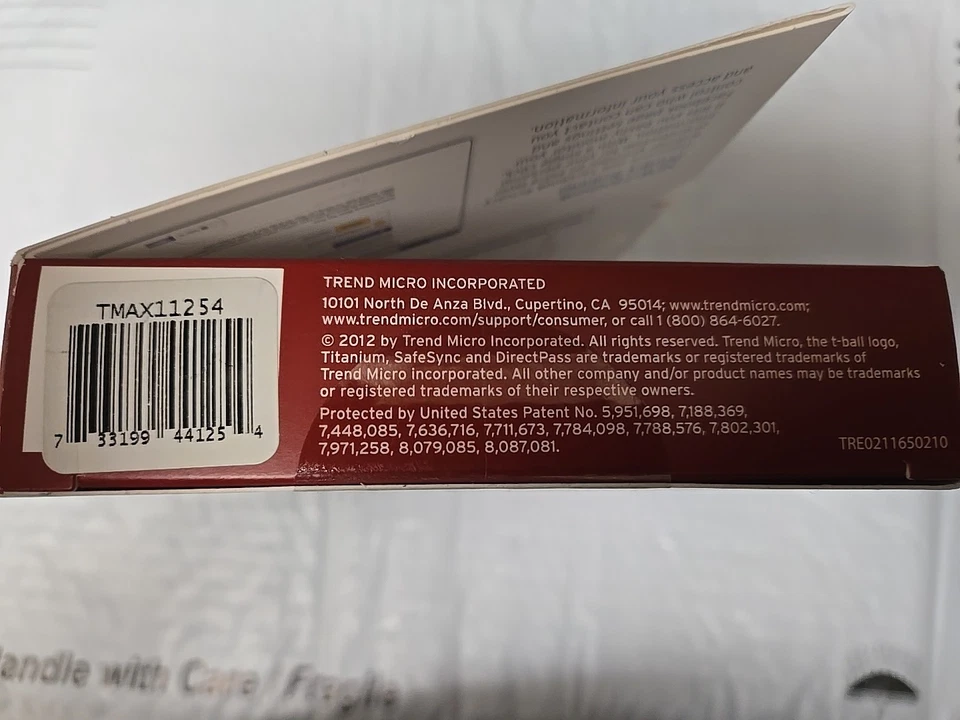 and access your information.
TMAX11254
7 33199 44125 4
TREND MICRO INCORPORATED
10101 North De Anza Blvd., Cupertino, CA 95014; www.trendmicro.com;
www.trendmicro.com/support/consumer, or call 1 (800) 864-6027.
© 2012 by Trend Micro Incorporated. All rights reserved. Trend Micro, the t-ball logo,
Titanium, SafeSync and DirectPass are trademarks or registered trademarks of
Trend Micro incorporated. All other company and/or product names may be trademarks
or registered trademarks of their respective owners.
Protected by United States Patent No. 5,951,698, 7,188,369,
7,448,085, 7,636,716, 7,711,673, 7,784,098, 7,788,576, 7,802,301,
7,971,258, 8,079,085, 8,087,081.
TRE0211650210
Handle with Care / Fragile